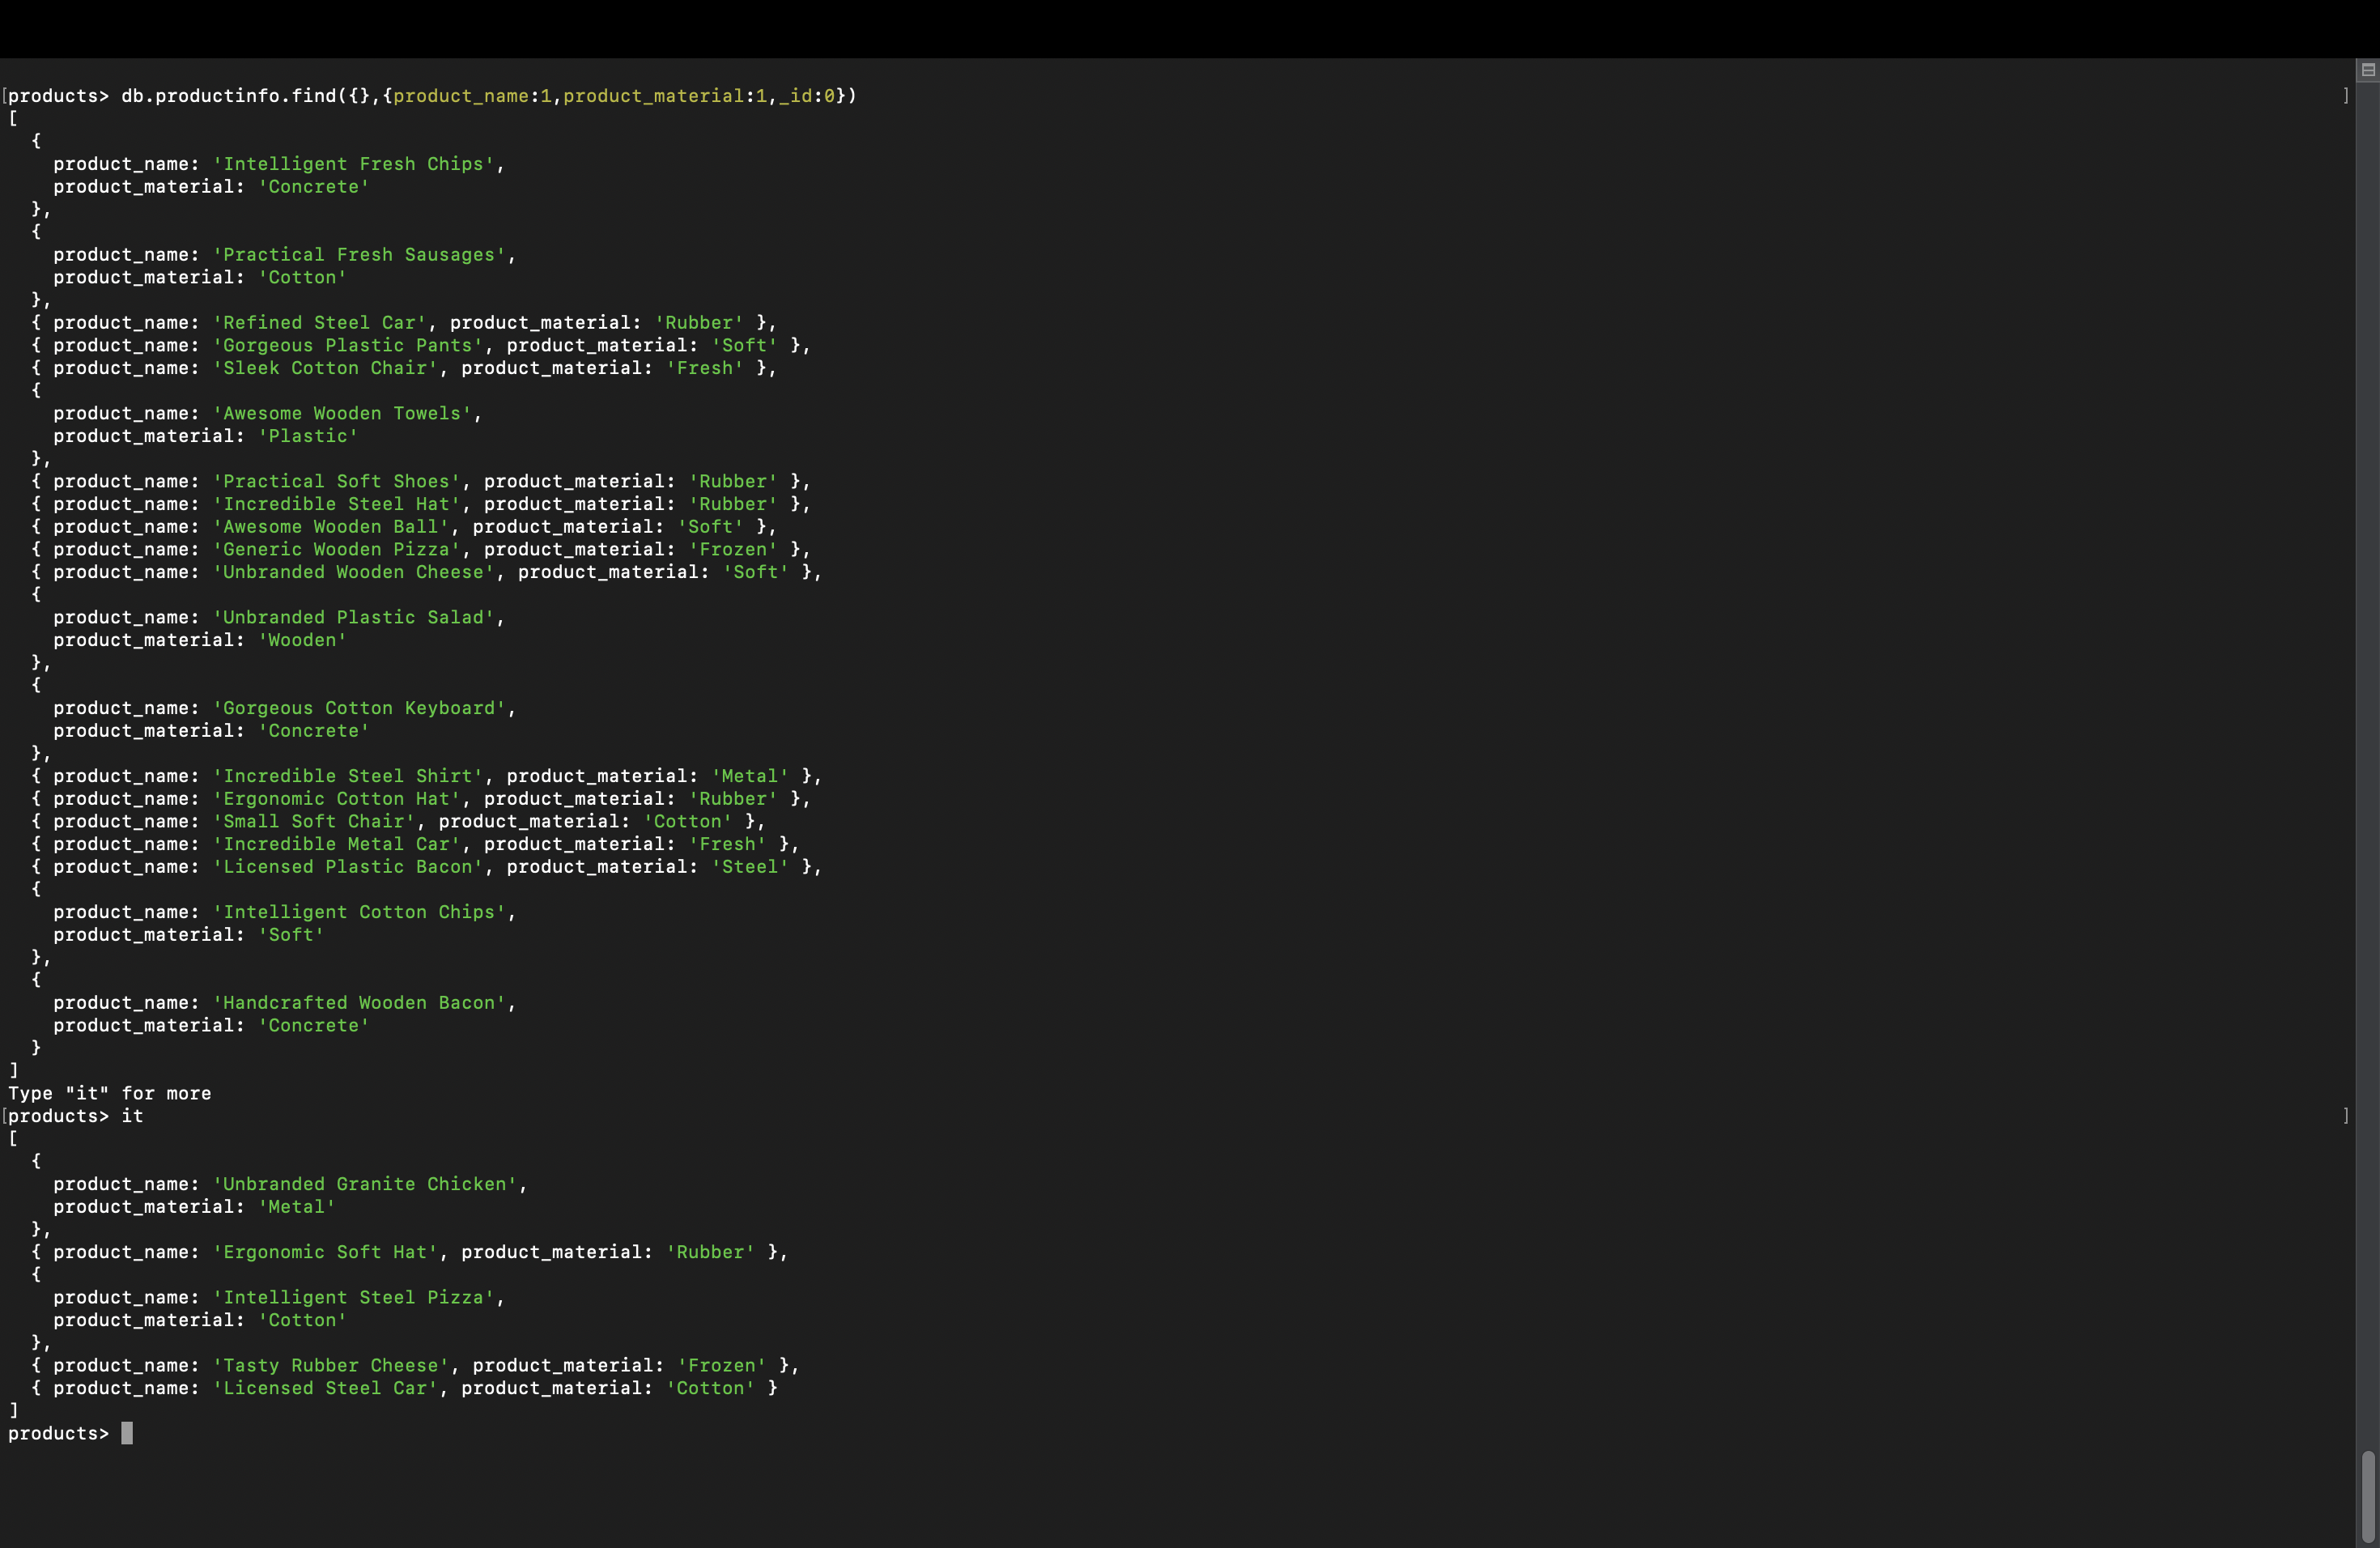 [products> db.productinfo.find({},{product_name:1,product_material:1,_id:0}) ]
[
  {
    product_name: 'Intelligent Fresh Chips',
    product_material: 'Concrete'
  },
  {
    product_name: 'Practical Fresh Sausages',
    product_material: 'Cotton'
  },
  { product_name: 'Refined Steel Car', product_material: 'Rubber' },
  { product_name: 'Gorgeous Plastic Pants', product_material: 'Soft' },
  { product_name: 'Sleek Cotton Chair', product_material: 'Fresh' },
  {
    product_name: 'Awesome Wooden Towels',
    product_material: 'Plastic'
  },
  { product_name: 'Practical Soft Shoes', product_material: 'Rubber' },
  { product_name: 'Incredible Steel Hat', product_material: 'Rubber' },
  { product_name: 'Awesome Wooden Ball', product_material: 'Soft' },
  { product_name: 'Generic Wooden Pizza', product_material: 'Frozen' },
  { product_name: 'Unbranded Wooden Cheese', product_material: 'Soft' },
  {
    product_name: 'Unbranded Plastic Salad',
    product_material: 'Wooden'
  },
  {
    product_name: 'Gorgeous Cotton Keyboard',
    product_material: 'Concrete'
  },
  { product_name: 'Incredible Steel Shirt', product_material: 'Metal' },
  { product_name: 'Ergonomic Cotton Hat', product_material: 'Rubber' },
  { product_name: 'Small Soft Chair', product_material: 'Cotton' },
  { product_name: 'Incredible Metal Car', product_material: 'Fresh' },
  { product_name: 'Licensed Plastic Bacon', product_material: 'Steel' },
  {
    product_name: 'Intelligent Cotton Chips',
    product_material: 'Soft'
  },
  {
    product_name: 'Handcrafted Wooden Bacon',
    product_material: 'Concrete'
  }
]
Type "it" for more
[products> it ]
[
  {
    product_name: 'Unbranded Granite Chicken',
    product_material: 'Metal'
  },
  { product_name: 'Ergonomic Soft Hat', product_material: 'Rubber' },
  {
    product_name: 'Intelligent Steel Pizza',
    product_material: 'Cotton'
  },
  { product_name: 'Tasty Rubber Cheese', product_material: 'Frozen' },
  { product_name: 'Licensed Steel Car', product_material: 'Cotton' }
]
products>